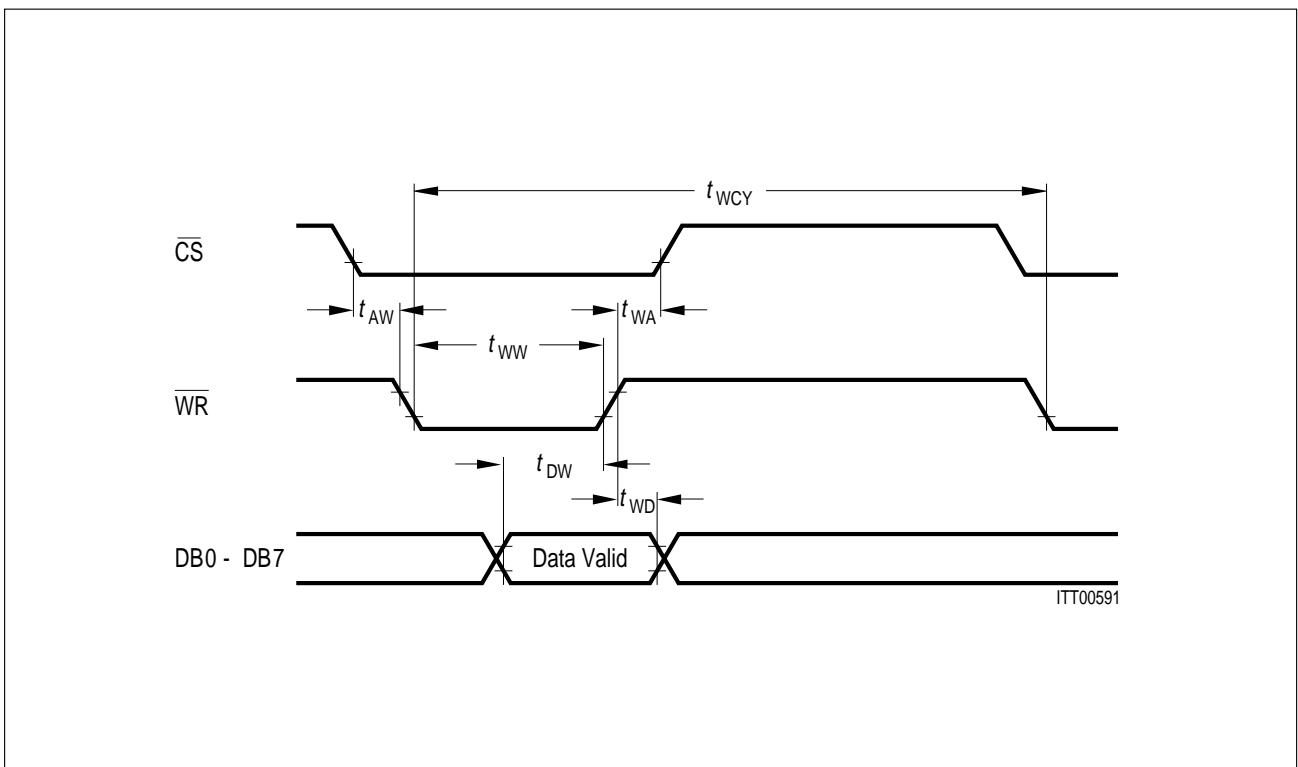 t WCY
CS
t AW
t WA
t WW
WR
t DW
t WD
DB0 - DB7
Data Valid
ITT00591